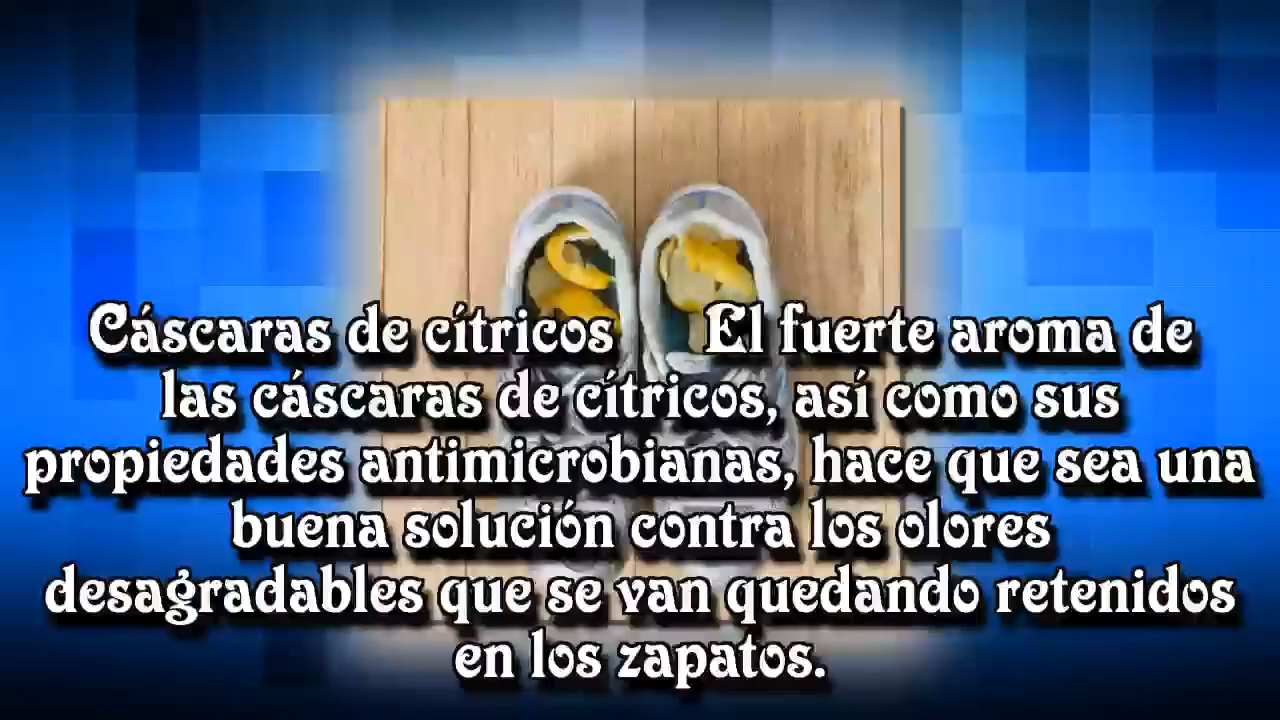 Cáscaras de cítricos El fuerte aroma de
las cáscaras de cítricos, así como sus
propiedades antimicrobianas, hace que sea una
buena solución contra los olores
desagradables que se van quedando retenidos
en los zapatos.